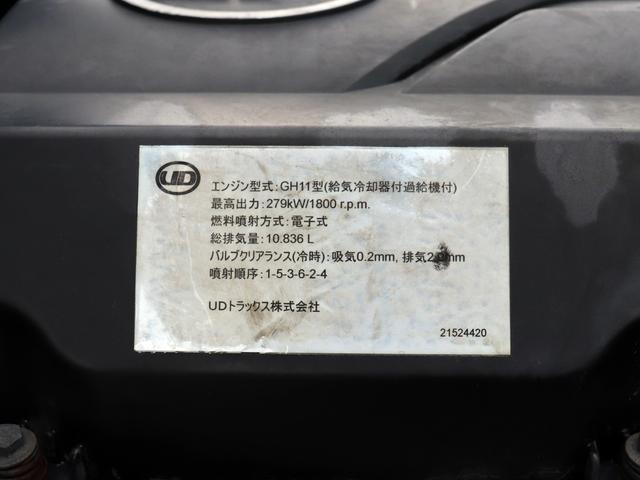 UD
エンジン型式:GH11型(給気冷却器付過給機付)
最高出力:279kW/1800 r.p.m.
燃料噴射方式:電子式
総排気量:10.836 L
バルブクリアランス(冷時):吸気0.2mm, 排気
噴射順序:1-5-3-6-2-4
UDトラックス株式会社
21524420